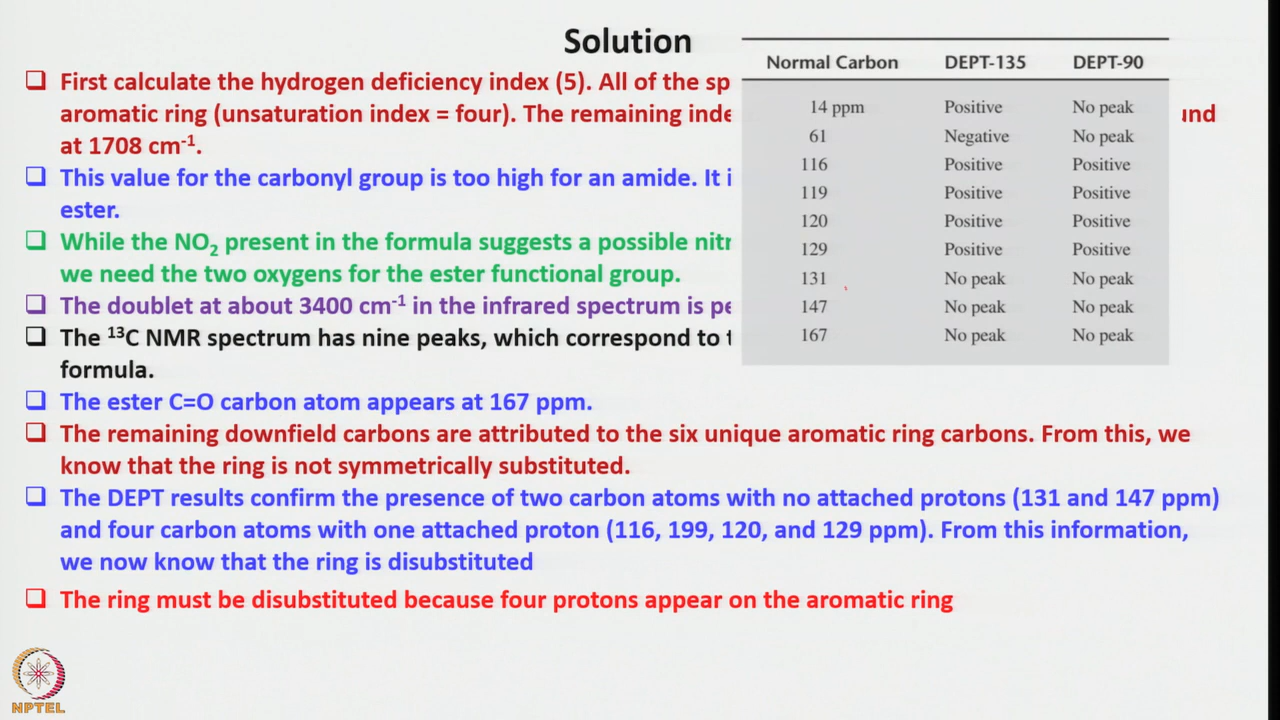 Solution
❑ First calculate the hydrogen deficiency index (5). All of the
aromatic ring (unsaturation index = four). The remaining
at 1708 cm⁻¹.
❑ This value for the carbonyl group is too high for an amide. It
ester.
❑ While the NO₂ present in the formula suggests a possible
we need the two oxygens for the ester functional group.
❑ The doublet at about 3400 cm⁻¹ in the infrared spectrum is
❑ The ¹³C NMR spectrum has nine peaks, which correspond to
formula.
❑ The ester C=O carbon atom appears at 167 ppm.
❑ The remaining downfield carbons are attributed to the six unique aromatic ring carbons. From this, we
know that the ring is not symmetrically substituted.
❑ The DEPT results confirm the presence of two carbon atoms with no attached protons (131 and 147 ppm)
and four carbon atoms with one attached proton (116, 199, 120, and 129 ppm). From this information,
we now know that the ring is disubstituted
❑ The ring must be disubstituted because four protons appear on the aromatic ring
Normal Carbon DEPT-135 DEPT-90
14 ppm Positive No peak
61 Negative No peak
116 Positive Positive
119 Positive Positive
120 Positive Positive
129 Positive Positive
131 No peak No peak
147 No peak No peak
167 No peak No peak
NPTEL